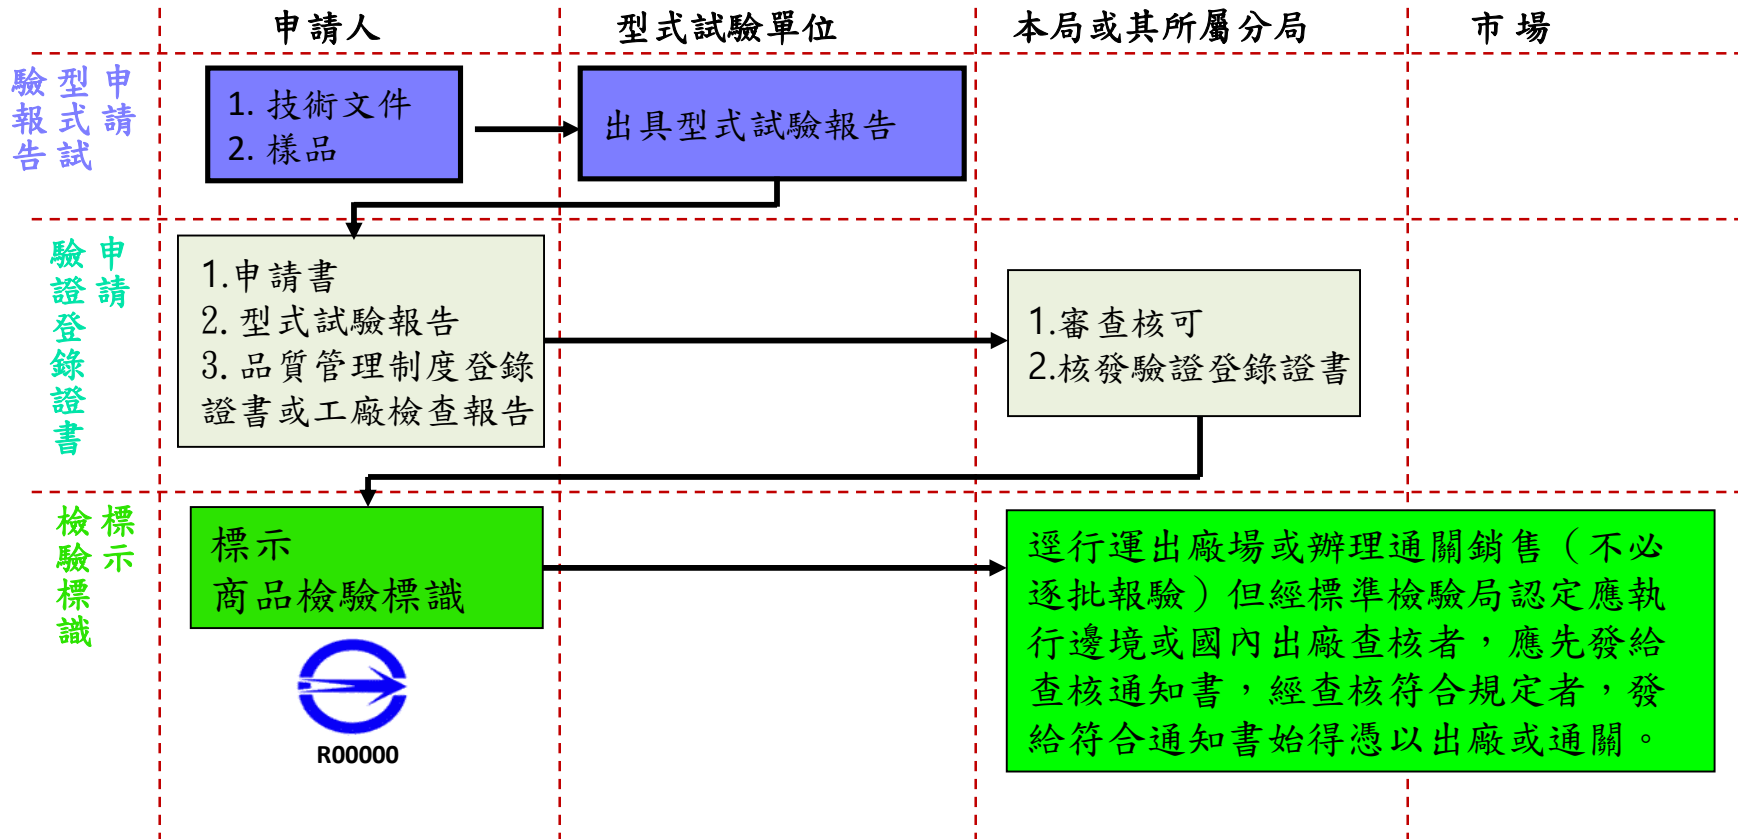 申請人
型式試驗單位
本局或其所屬分局
市場
申請
型式試
驗報告
1. 技術文件
2. 樣品
出具型式試驗報告
申請
驗證登錄證書
1.申請書
2. 型式試驗報告
3. 品質管理制度登錄
證書或工廠檢查報告
1.審查核可
2.核發驗證登錄證書
標示
檢驗標識
標示
商品檢驗標識
R00000
逕行運出廠場或辦理通關銷售（不必
逐批報驗）但經標準檢驗局認定應執
行邊境或國內出廠查核者，應先發給
查核通知書，經查核符合規定者，發
給符合通知書始得憑以出廠或通關。